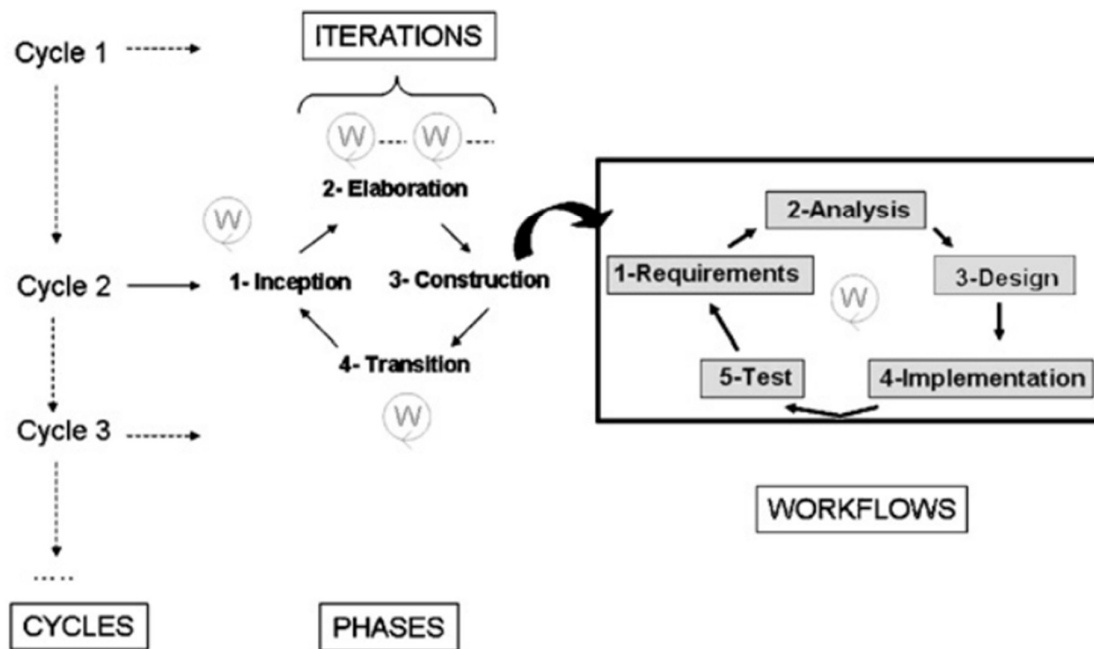 ITERATIONS
Cycle 1
W
W
2- Elaboration
W
Cycle 2
1- Inception
3- Construction
4- Transition
W
Cycle 3
.....
CYCLES
PHASES
2-Analysis
1-Requirements
W
3-Design
5-Test
4-Implementation
WORKFLOWS